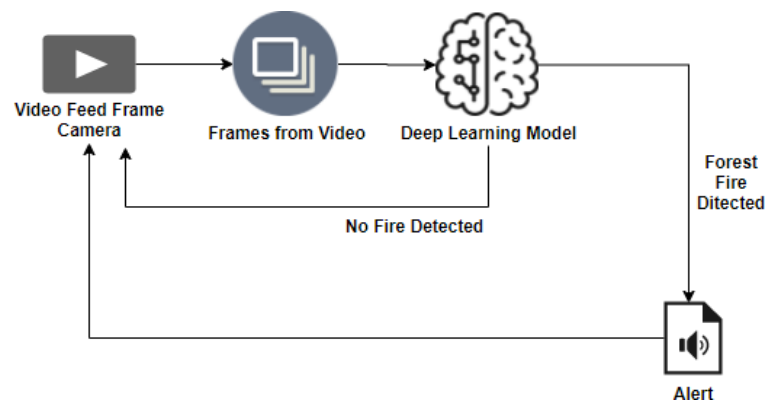 Video Feed Frame
Camera
Frames from Video
Deep Learning Model
Forest
Fire
Ditected
No Fire Detected
Alert